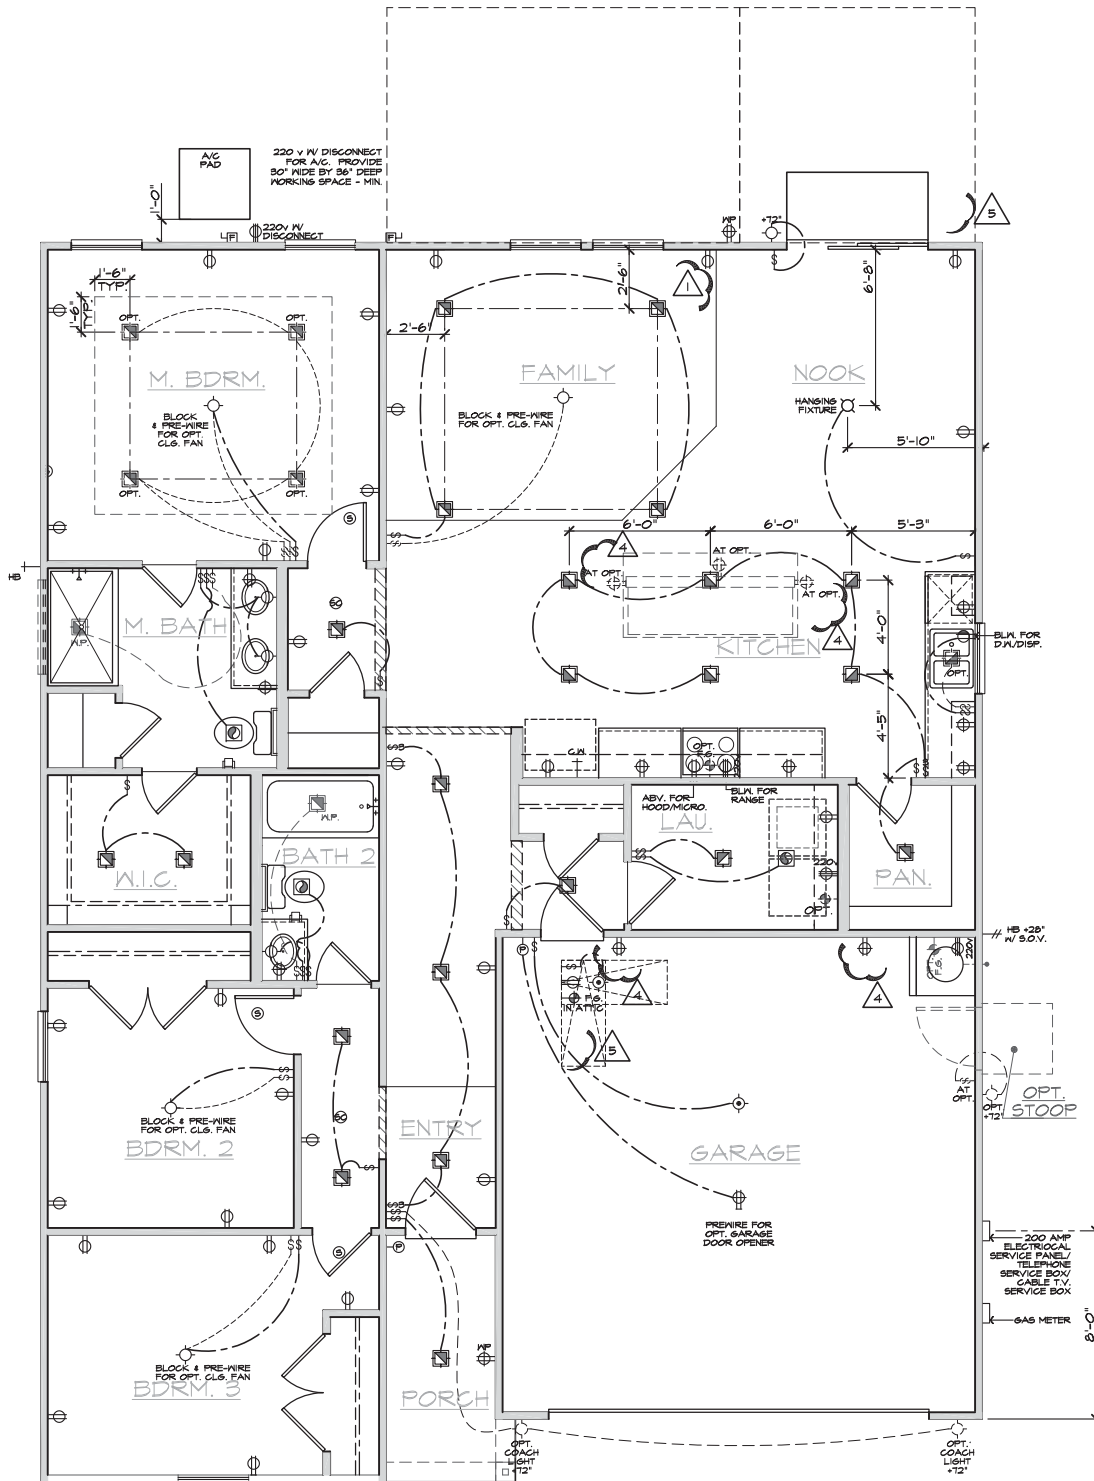 A/C
PAD
220 v W/ DISCONNECT
FOR A/C. PROVIDE
30" WIDE BY 36" DEEP
WORKING SPACE - MIN.
1'-0"
220v W/
DISCONNECT
F
F
WP
+72"
5
1'-6"
TYP.
1'-6"
TYP.
OPT.
OPT.
2'-6"
2'-6"
1
6'-8"
M. BDRM.
FAMILY
NOOK
BLOCK & PRE-WIRE
FOR OPT. CLG. FAN
HANGING
FIXTURE
BLOCK
& PRE-WIRE
FOR OPT.
CLG. FAN
5'-10"
OPT.
OPT.
S
6'-0"
6'-0"
5'-3"
4
AT OPT.
AT OPT.
AT OPT.
HB
M. BATH
W.P.
SC
KITCHEN
4
4'-0"
BLW. FOR
D.W./DISP.
OPT.
4'-5"
C.W.
OPT.
F.G.
ABV. FOR
HOOD/MICRO.
BLW. FOR
RANGE
W.P.
LAU.
BATH 2
W.I.C.
220V
OPT.
PAN.
HB +28"
W/ S.O.V.
P
OPT.
F.G.
220V
4
4
F.G.
IN ATTIC
5
S
BLOCK & PRE-WIRE
FOR OPT. CLG. FAN
BDRM. 2
SC
ENTRY
GARAGE
AT
OPT.
OPT
+72"
OPT.
STOOP
PREWIRE FOR
OPT. GARAGE
DOOR OPENER
200 AMP
ELECTRIOCAL
SERVICE PANEL/
TELEPHONE
SERVICE BOX/
CABLE T.V.
SERVICE BOX
GAS METER
8'-0"
S
P
WP
BLOCK & PRE-WIRE
FOR OPT. CLG. FAN
BDRM. 3
PORCH
OPT.
COACH
LIGHT
+72"
OPT.
COACH
LIGHT
+72"